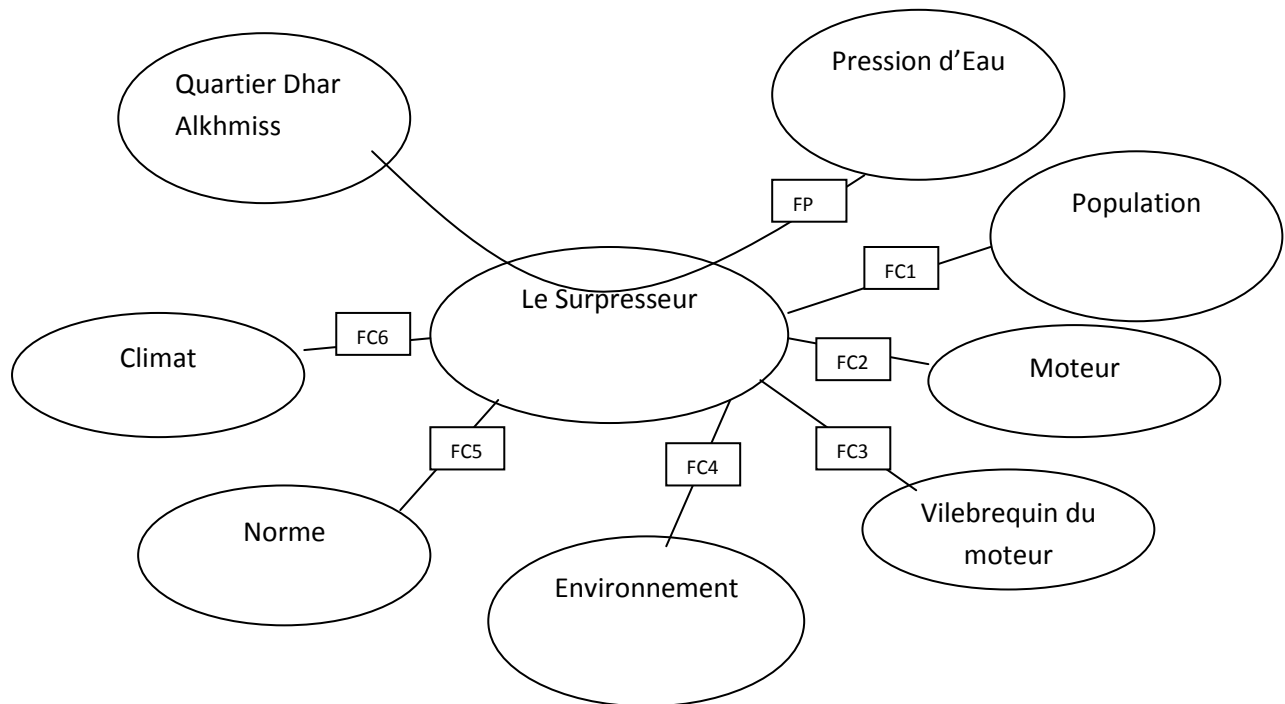 Quartier Dhar
Alkhmiss
Pression d’Eau
FP
Population
FC1
Le Surpresseur
FC6
Climat
FC2
Moteur
FC5
FC4
FC3
Norme
Vilebrequin du
moteur
Environnement